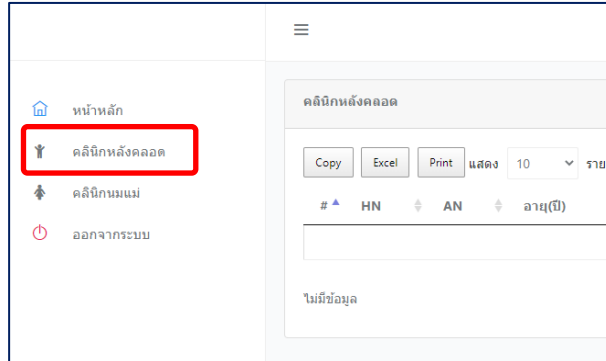 หน้าหลัก
คลินิกหลังคลอด
คลินิกนมแม่
ออกจากระบบ
คลินิกหลังคลอด
Copy Excel Print แสดง 10 ราย
# HN AN อายุ(ปี)
ไม่มีข้อมูล